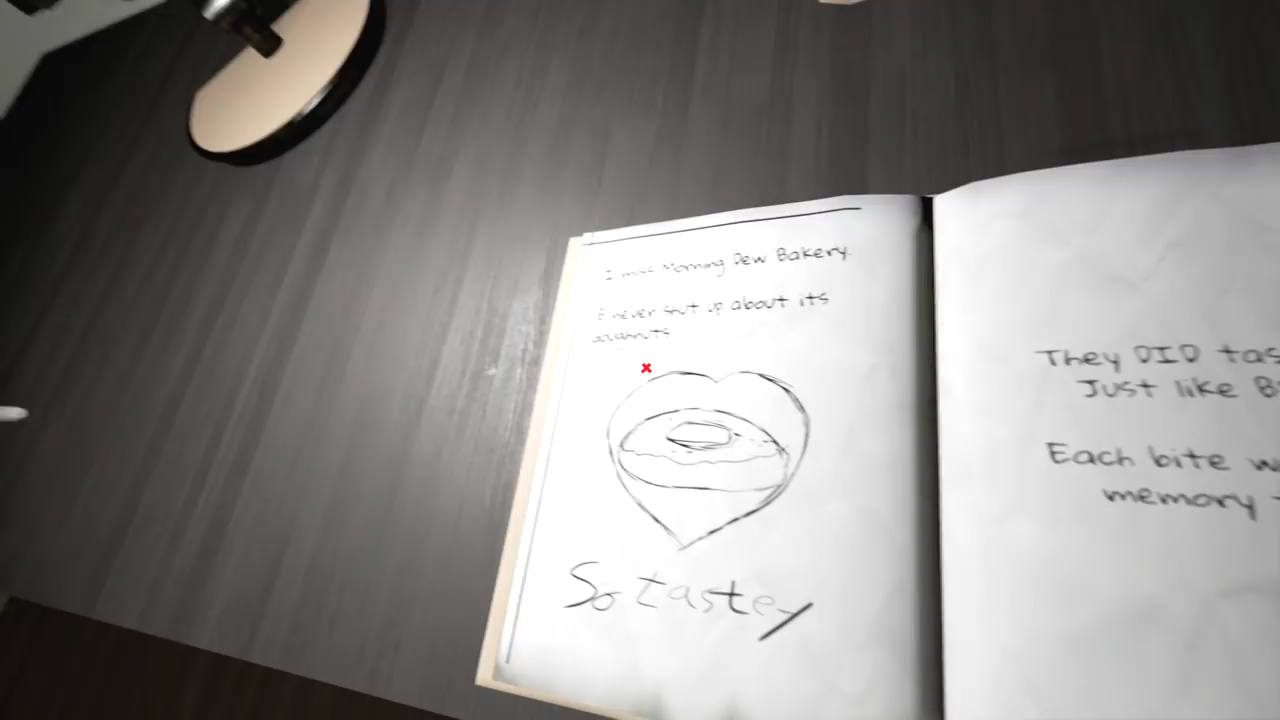 I miss Morning Dew Bakery.
B never shut up about its
doughnuts
So tastey
They DID
Just like
Each bite
memory